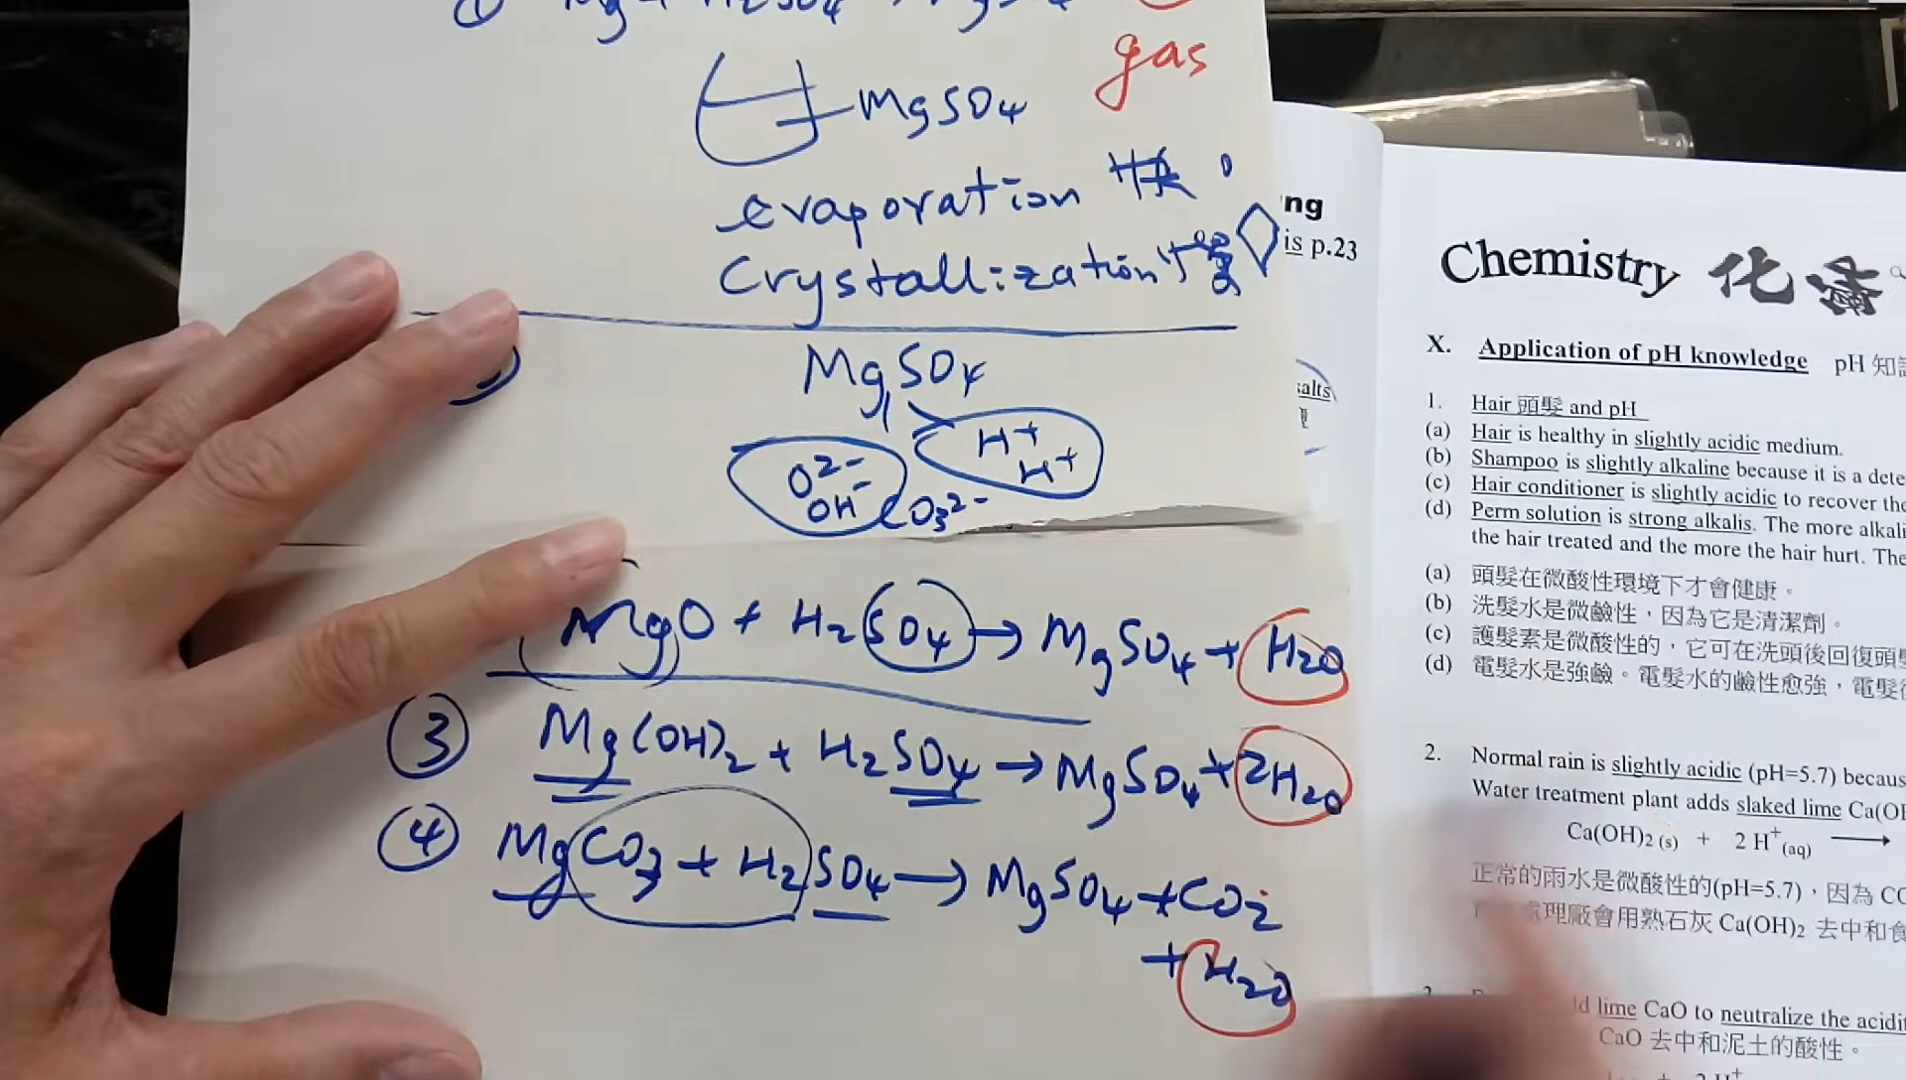 ① Mg + H2SO4
gas
MgSO4
evaporation
Crystallization
MgSO4
H+
H+
O2-
OH- CO32-
MgO + H2SO4 → MgSO4 + H2O
③ Mg(OH)2 + H2SO4 → MgSO4 + 2H2O
④ MgCO3 + H2SO4 → MgSO4 + CO2
+ H2O
ng
is p.23
salts
Chemistry 化
X. Application of pH knowledge pH 知
1. Hair 頭髮 and pH
(a) Hair is healthy in slightly acidic medium.
(b) Shampoo is slightly alkaline because it is a dete
(c) Hair conditioner is slightly acidic to recover the
(d) Perm solution is strong alkalis. The more alkali
the hair treated and the more the hair hurt. The
(a) 頭髮在微酸性環境下才會健康。
(b) 洗髮水是微鹼性，因為它是清潔劑。
(c) 護髮素是微酸性的，它可在洗頭後回復頭
(d) 電髮水是強鹼。電髮水的鹼性愈強，電髮
2. Normal rain is slightly acidic (pH=5.7) becaus
Water treatment plant adds slaked lime Ca(OH
Ca(OH)2 (s) + 2 H+(aq) →
正常的雨水是微酸性的(pH=5.7)，因為 CO
處理廠會用熟石灰 Ca(OH)2 去中和
lime CaO to neutralize the acidit
CaO 去中和泥土的酸性。